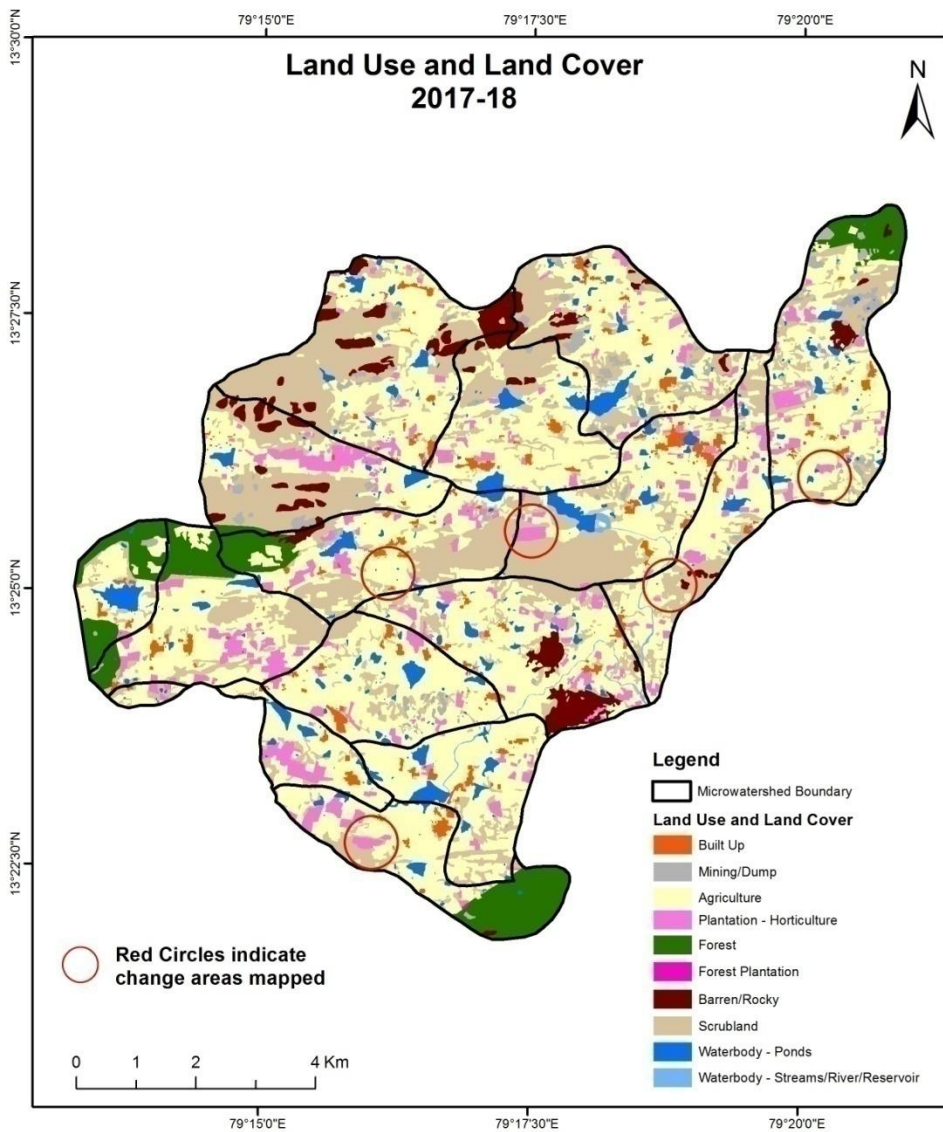 79°15'0"E 79°17'30"E 79°20'0"E
13°30'0"N
Land Use and Land Cover
2017-18
N
13°27'30"N
13°25'0"N
13°22'30"N
Legend
Microwatershed Boundary
Land Use and Land Cover
Built Up
Mining/Dump
Agriculture
Plantation - Horticulture
Forest
Forest Plantation
Barren/Rocky
Scrubland
Waterbody - Ponds
Waterbody - Streams/River/Reservoir
Red Circles indicate
change areas mapped
0 1 2 4 Km
79°15'0"E 79°17'30"E 79°20'0"E